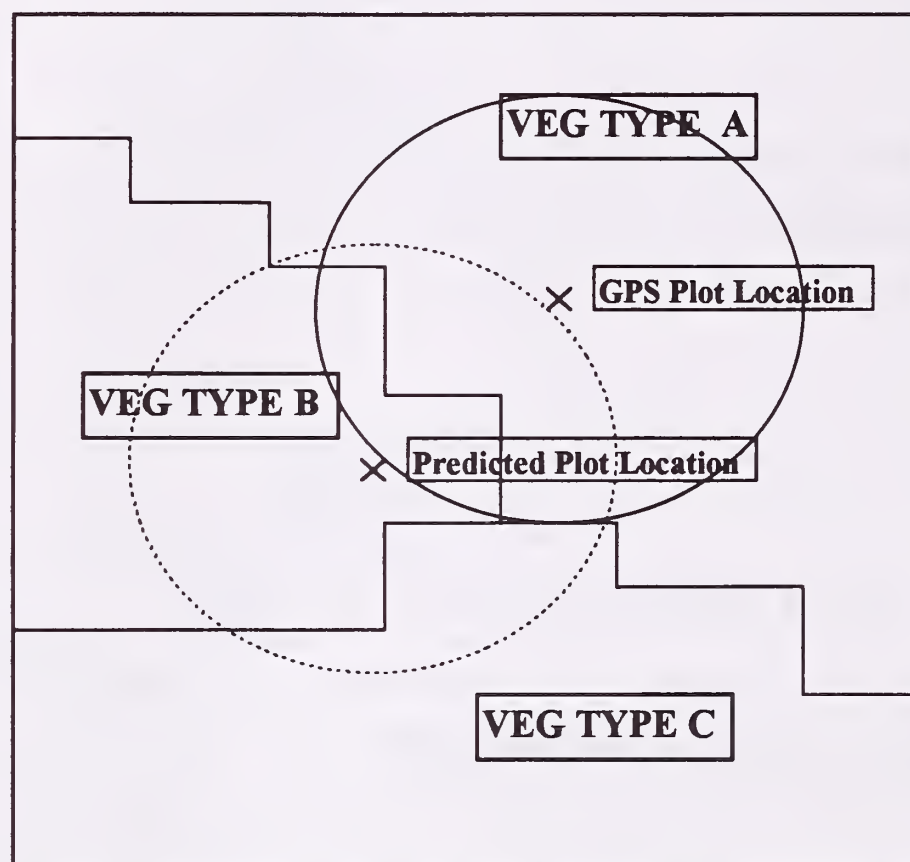 VEG TYPE A
GPS Plot Location
VEG TYPE B
Predicted Plot Location
VEG TYPE C